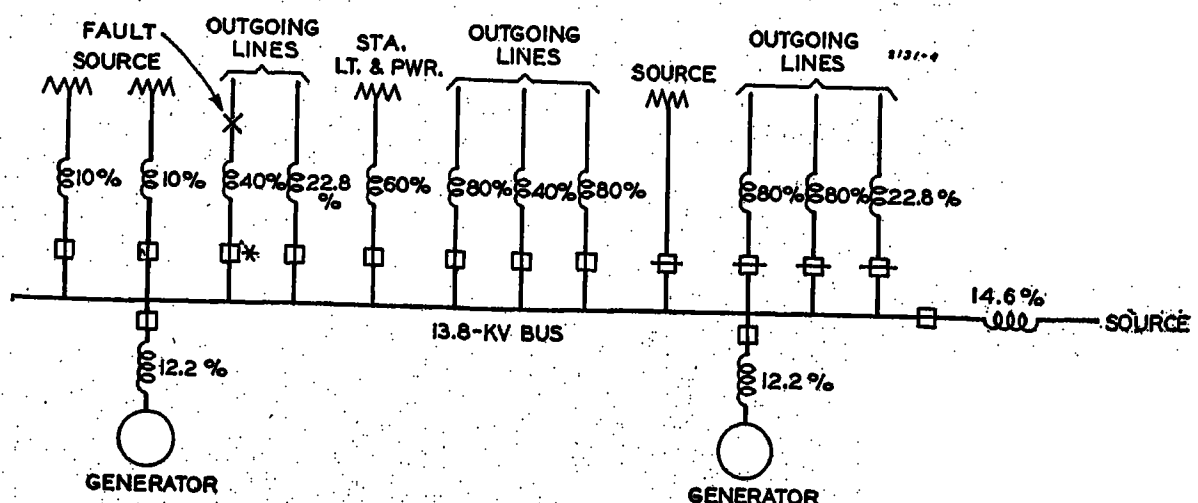 FAULT
SOURCE
OUTGOING
LINES
STA.
LT. & PWR.
OUTGOING
LINES
SOURCE
OUTGOING
LINES
8131-4
10%
10%
40%
22.8
%
60%
80%
40%
80%
80%
80%
22.8%
*
14.6%
SOURCE
13.8-KV BUS
12.2%
12.2%
GENERATOR
GENERATOR